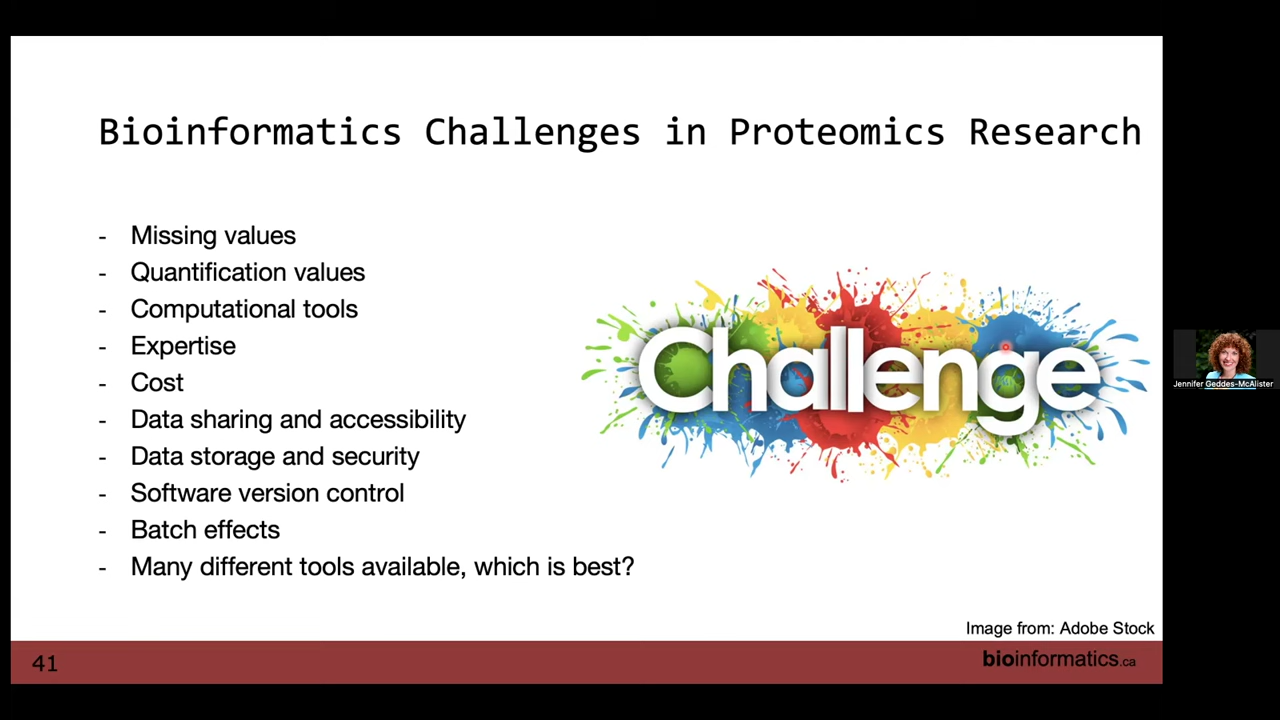 Bioinformatics Challenges in Proteomics Research
- Missing values
- Quantification values
- Computational tools
- Expertise
- Cost
- Data sharing and accessibility
- Data storage and security
- Software version control
- Batch effects
- Many different tools available, which is best?
Challenge
Jennifer Geddes-McAlister
Image from: Adobe Stock
41
bioinformatics.ca